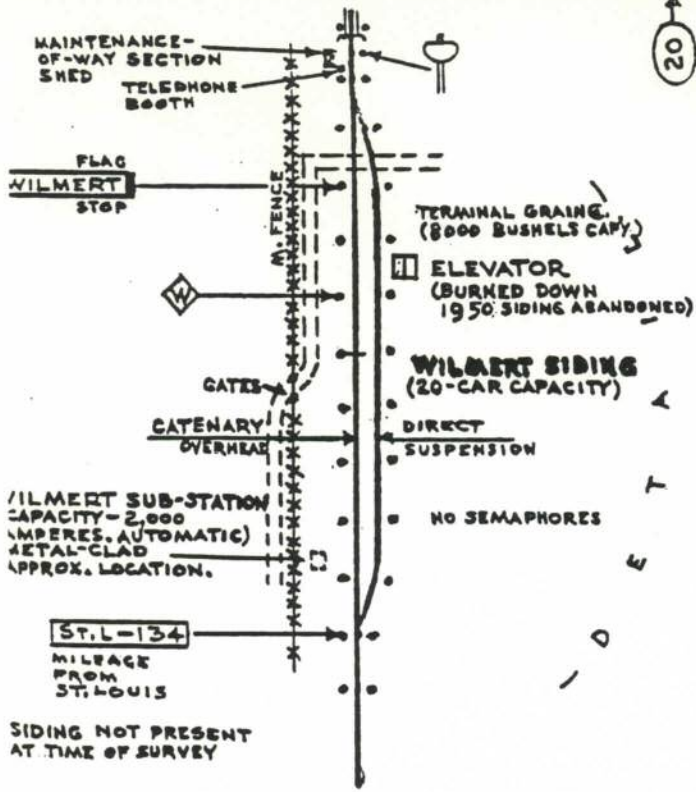 20
MAINTENANCE-
OF-WAY SECTION
SHED
TELEPHONE
BOOTH
FLAG
WILMERT
STOP
M. FENCE
TERMINAL GRAING.
(8000 BUSHELS CAP'Y.)
ELEVATOR
(BURNED DOWN
1950 SIDING ABANDONED)
W
WILMERT SIDING
(20-CAR CAPACITY)
GATES
CATENARY
OVERHEAD
DIRECT
SUSPENSION
WILMERT SUB-STATION
CAPACITY-2,000
AMPERES. AUTOMATIC)
METAL-CLAD
APPROX. LOCATION.
NO SEMAPHORES
DETA
ST. L-134
MILEAGE
FROM
ST. LOUIS
SIDING NOT PRESENT
AT TIME OF SURVEY